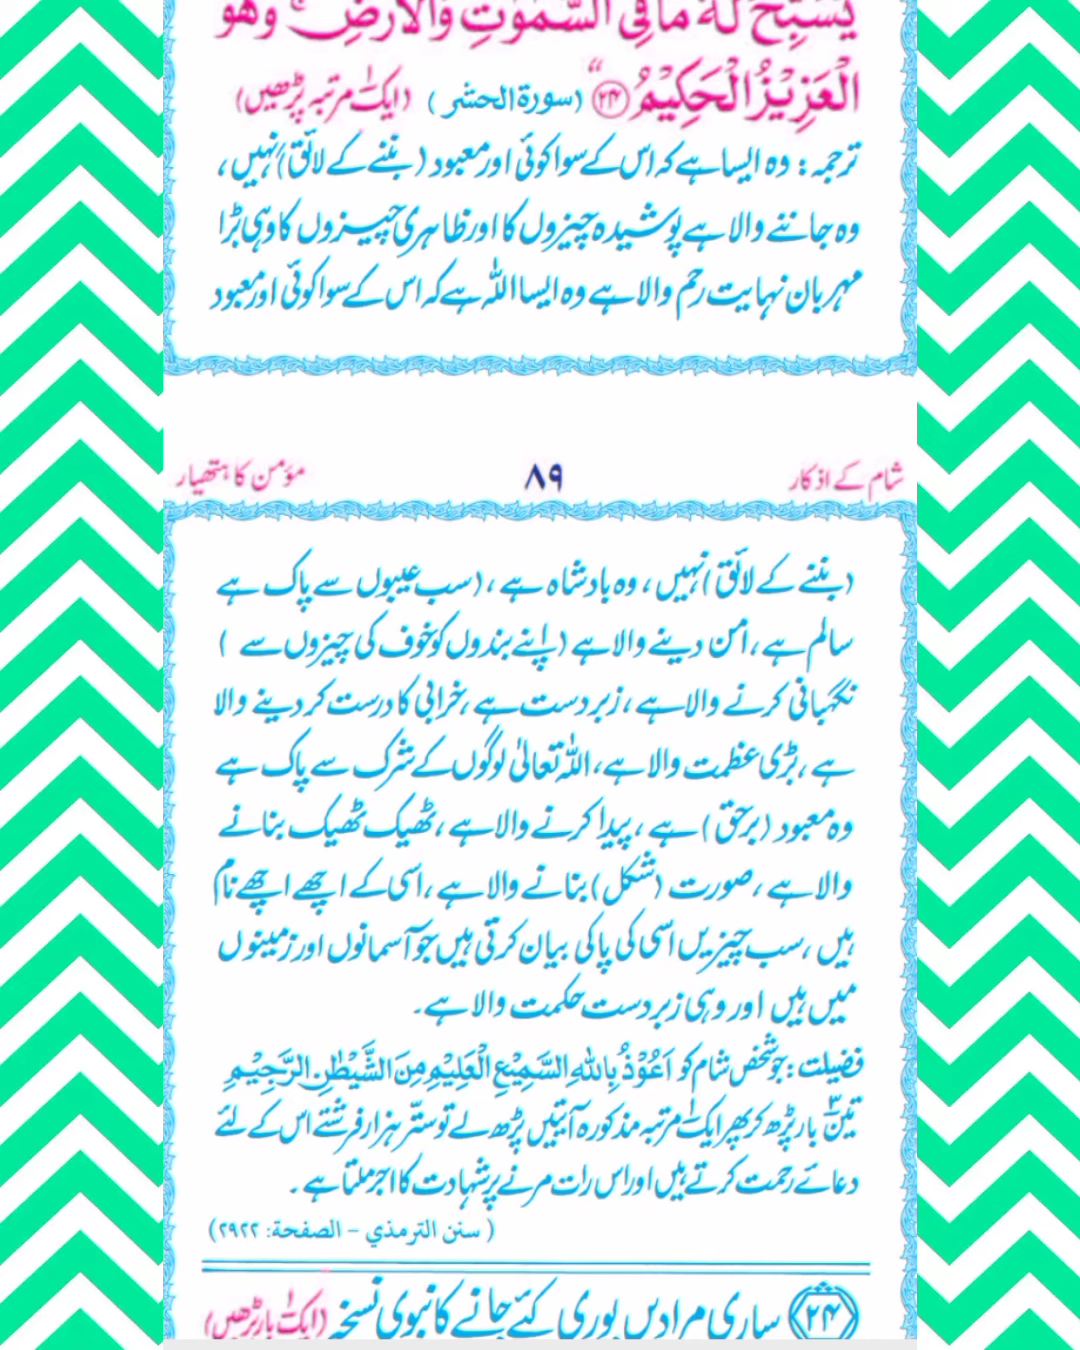 يُسَبِّحُ لَهٗ مَا فِي السَّمٰوٰتِ وَالْاَرْضِ ۚ وَهُوَ
الْعَزِيْزُ الْحَكِيْمُ ﴿۲۴﴾ (سورة الحشر) (ایک مرتبہ پڑھیں)
ترجمہ: وہ ایسا ہے کہ اس کے سوا کوئی اور معبود (بننے کے لائق) نہیں،
وہ جاننے والا ہے پوشیدہ چیزوں کا اور ظاہری چیزوں کا وہی بڑا
مہربان نہایت رحم والا ہے وہ ایسا اللہ ہے کہ اس کے سوا کوئی اور معبود
شام کے اذکار ۸۹ مؤمن کا ہتھیار
(بننے کے لائق) نہیں، وہ بادشاہ ہے، (سب عیبوں سے پاک ہے
سالم ہے، امن دینے والا ہے (اپنے بندوں کو خوف کی چیزوں سے )
نگہبانی کرنے والا ہے، زبردست ہے، خرابی کا درست کر دینے والا
ہے، بڑی عظمت والا ہے، اللہ تعالیٰ لوگوں کے شرک سے پاک ہے
وہ معبود (برحق) ہے، پیدا کرنے والا ہے، ٹھیک ٹھیک بنانے
والا ہے، صورت (شکل) بنانے والا ہے، اسی کے اچھے اچھے نام
ہیں، سب چیزیں اسی کی پاکی بیان کرتی ہیں جو آسمانوں اور زمینوں
میں ہیں اور وہی زبردست حکمت والا ہے۔
فضیلت: جو شخص شام کو اَعُوْذُ بِاللّٰهِ السَّمِيْعِ الْعَلِيْمِ مِنَ الشَّيْطٰنِ الرَّجِيْمِ
تین بار پڑھ کر پھر ایک مرتبہ مذکورہ آیتیں پڑھ لے تو ستر ہزار فرشتے اس کے لئے
دعائے رحمت کرتے ہیں اور اس رات مرنے پر شہادت کا اجر ملتا ہے۔
(سنن الترمذي - الصفحة: ۲۹۲۲)
۲۴ ساری مرادیں پوری کئے جانے کا نبوی نسخہ (ایک بار پڑھیں)